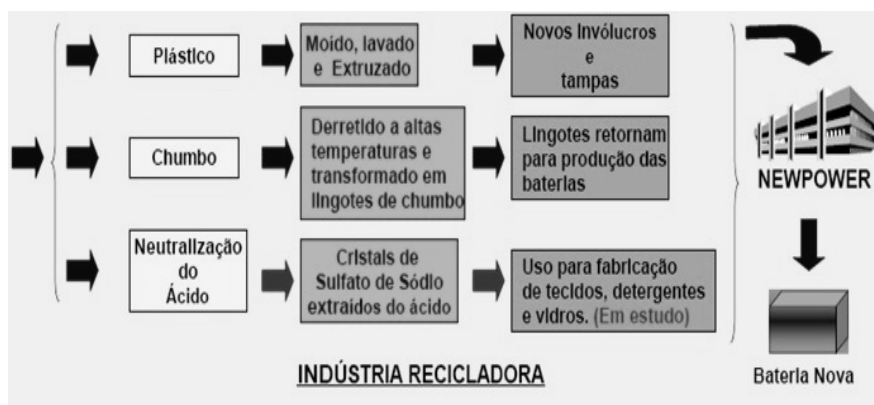 Plástico
Moído, lavado
e Extruzado
Novos Invólucros
e
tampas
Chumbo
Derretido a altas
temperaturas e
transformado em
lingotes de chumbo
Lingotes retornam
para produção das
baterias
NEWPOWER
Neutralização
do
Ácido
Cristais de
Sulfato de Sódio
extraídos do ácido
Uso para fabricação
de tecidos, detergentes
e vidros. (Em estudo)
Bateria Nova
INDÚSTRIA RECICLADORA